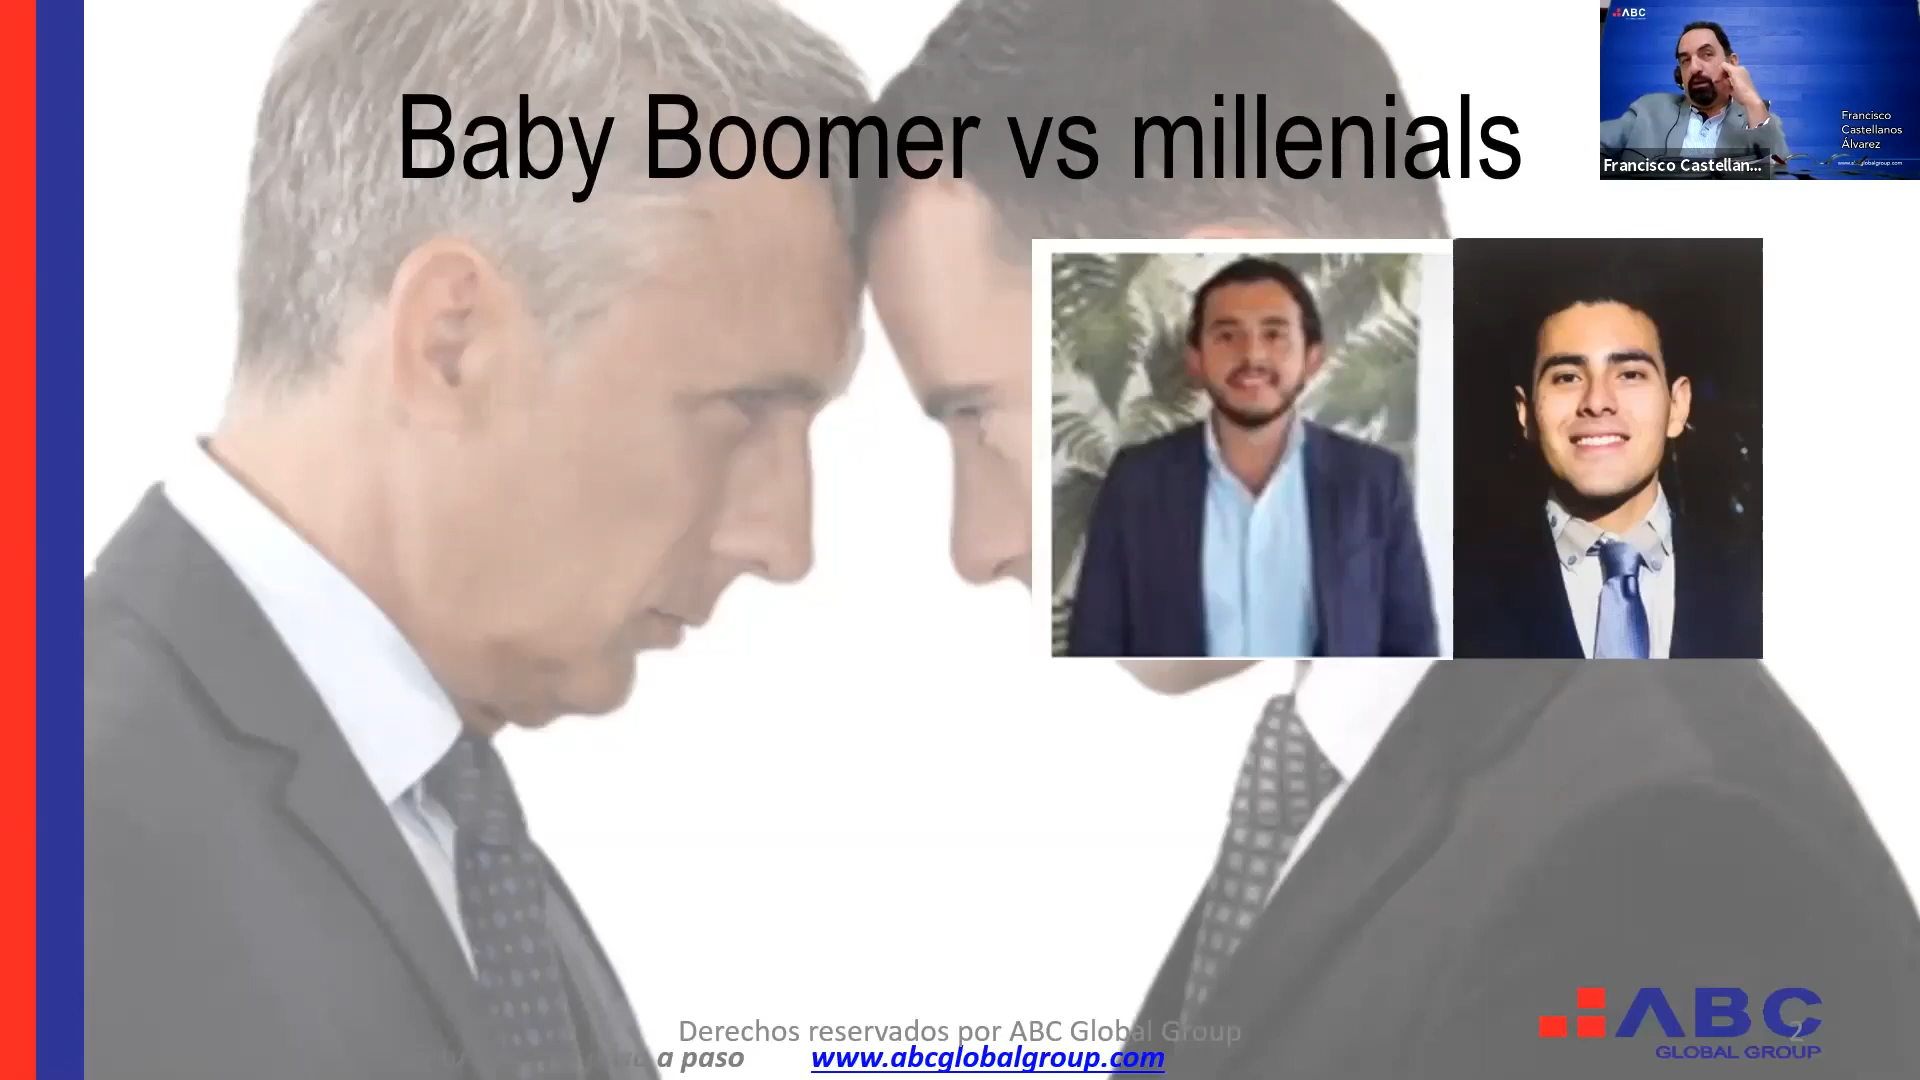 Baby Boomer vs millenials
ABC
Francisco
Castellanos
Álvarez
Francisco Castellan...
Derechos reservados por ABC Global Group
a paso
www.abcglobalgroup.com
ABC
2
GLOBAL GROUP